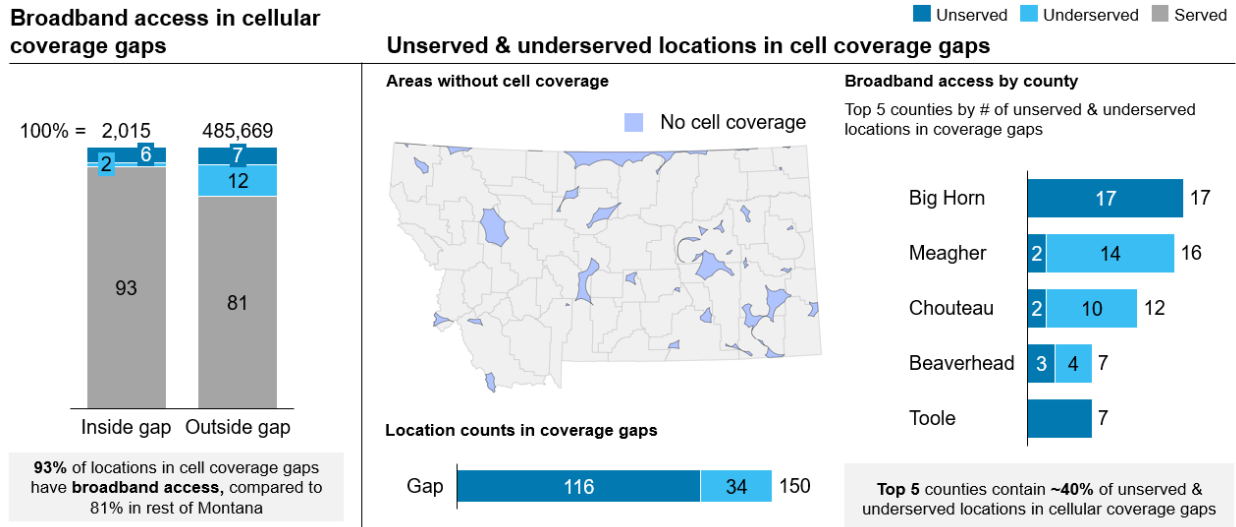 Broadband access in cellular
coverage gaps
Unserved
Underserved
Served
Unserved & underserved locations in cell coverage gaps
100% =
2,015
485,669
6
2
93
7
12
81
Inside gap
Outside gap
93% of locations in cell coverage gaps
have broadband access, compared to
81% in rest of Montana
Areas without cell coverage
No cell coverage
Location counts in coverage gaps
Gap
116
34
150
Broadband access by county
Top 5 counties by # of unserved & underserved
locations in coverage gaps
Big Horn
17
17
Meagher
2
14
16
Chouteau
2
10
12
Beaverhead
3
4
7
Toole
7
Top 5 counties contain ~40% of unserved &
underserved locations in cellular coverage gaps